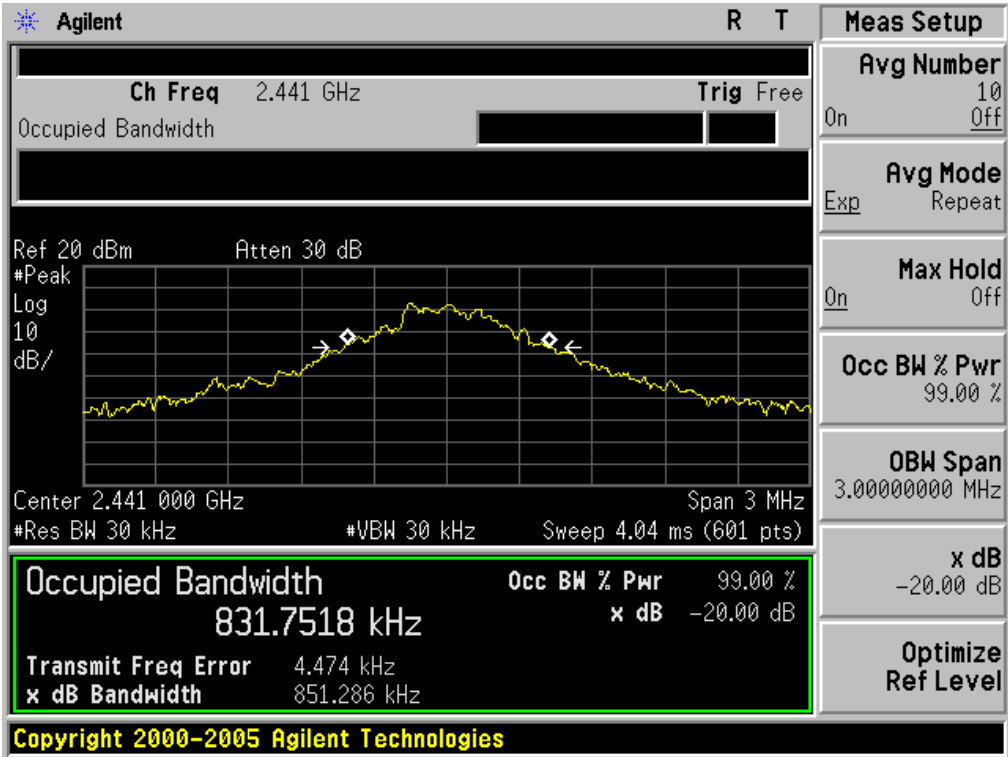 Agilent R T
Ch Freq 2.441 GHz Trig Free
Occupied Bandwidth
Ref 20 dBm Atten 30 dB
#Peak
Log
10
dB/
Center 2.441 000 GHz Span 3 MHz
#Res BW 30 kHz #VBW 30 kHz Sweep 4.04 ms (601 pts)
Occupied Bandwidth
831.7518 kHz
Occ BW % Pwr 99.00 %
x dB -20.00 dB
Transmit Freq Error 4.474 kHz
x dB Bandwidth 851.286 kHz
Copyright 2000-2005 Agilent Technologies
Meas Setup
Avg Number
10
On Off
Avg Mode
Exp Repeat
Max Hold
On Off
Occ BW % Pwr
99.00 %
OBW Span
3.00000000 MHz
x dB
-20.00 dB
Optimize
Ref Level